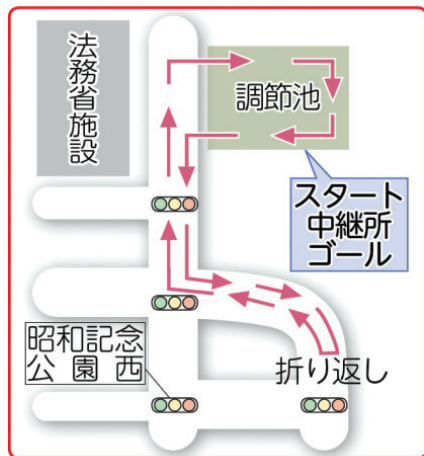 法務省施設
調節池
スタート
中継所
ゴール
昭和記念
公園西
折り返し